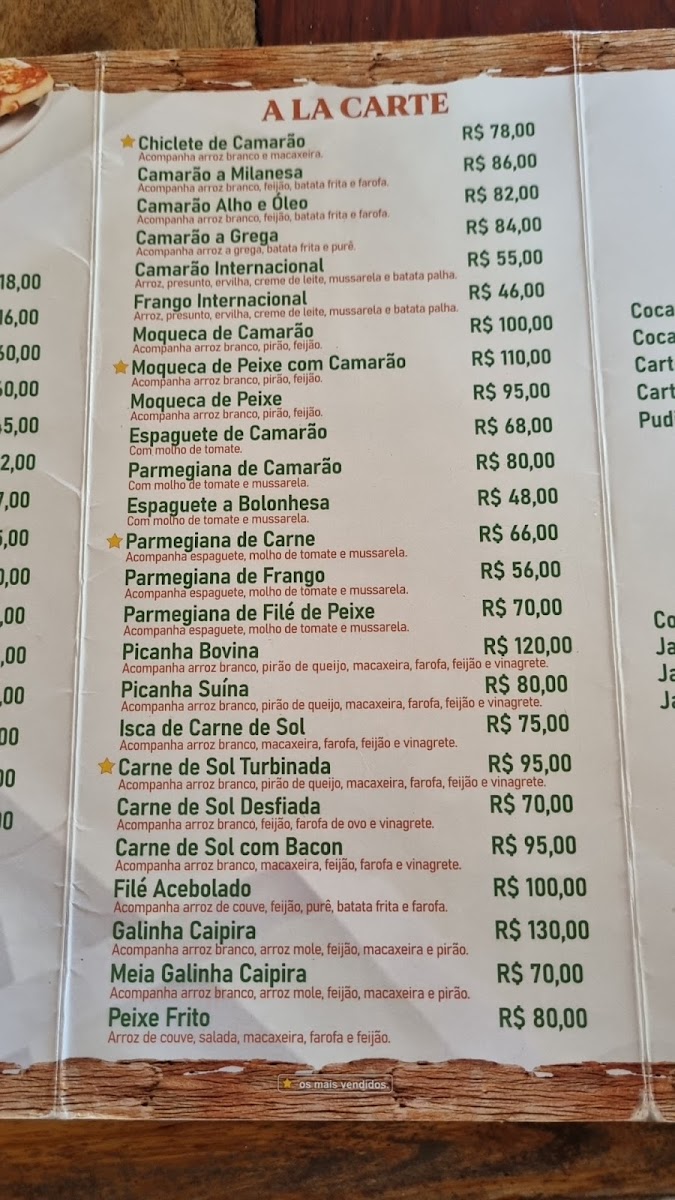 A LA CARTE
Chiclete de Camarão R$ 78,00
Acompanha arroz branco e macaxeira.
Camarão a Milanesa R$ 86,00
Acompanha arroz branco, feijão, batata frita e farofa.
Camarão Alho e Óleo R$ 82,00
Acompanha arroz branco, feijão, batata frita e farofa.
Camarão a Grega R$ 84,00
Acompanha arroz a grega, batata frita e purê.
Camarão Internacional R$ 55,00
Arroz, presunto, ervilha, creme de leite, mussarela e batata palha.
Frango Internacional R$ 46,00
Arroz, presunto, ervilha, creme de leite, mussarela e batata palha.
Moqueca de Camarão R$ 100,00
Acompanha arroz branco, pirão, feijão.
Moqueca de Peixe com Camarão R$ 110,00
Acompanha arroz branco, pirão, feijão.
Moqueca de Peixe R$ 95,00
Acompanha arroz branco, pirão, feijão.
Espaguete de Camarão R$ 68,00
Com molho de tomate.
Parmegiana de Camarão R$ 80,00
Com molho de tomate e mussarela.
Espaguete a Bolonhesa R$ 48,00
Com molho de tomate e mussarela.
Parmegiana de Carne R$ 66,00
Acompanha espaguete, molho de tomate e mussarela.
Parmegiana de Frango R$ 56,00
Acompanha espaguete, molho de tomate e mussarela.
Parmegiana de Filé de Peixe R$ 70,00
Acompanha espaguete, molho de tomate e mussarela.
Picanha Bovina R$ 120,00
Acompanha arroz branco, pirão de queijo, macaxeira, farofa, feijão e vinagrete.
Picanha Suína R$ 80,00
Acompanha arroz branco, pirão de queijo, macaxeira, farofa, feijão e vinagrete.
Isca de Carne de Sol R$ 75,00
Acompanha arroz branco, macaxeira, farofa, feijão e vinagrete.
Carne de Sol Turbinada R$ 95,00
Acompanha arroz branco, pirão de queijo, macaxeira, farofa, feijão e vinagrete.
Carne de Sol Desfiada R$ 70,00
Acompanha arroz branco, feijão, farofa de ovo e vinagrete.
Carne de Sol com Bacon R$ 95,00
Acompanha arroz branco, macaxeira, feijão, farofa e vinagrete.
Filé Acebolado R$ 100,00
Acompanha arroz de couve, feijão, purê, batata frita e farofa.
Galinha Caipira R$ 130,00
Acompanha arroz branco, arroz mole, feijão, macaxeira e pirão.
Meia Galinha Caipira R$ 70,00
Acompanha arroz branco, arroz mole, feijão, macaxeira e pirão.
Peixe Frito R$ 80,00
Arroz de couve, salada, macaxeira, farofa e feijão.
os mais vendidos.
Coca
Coca
Cart
Cart
Pud
Co
Ja
Ja
Ja